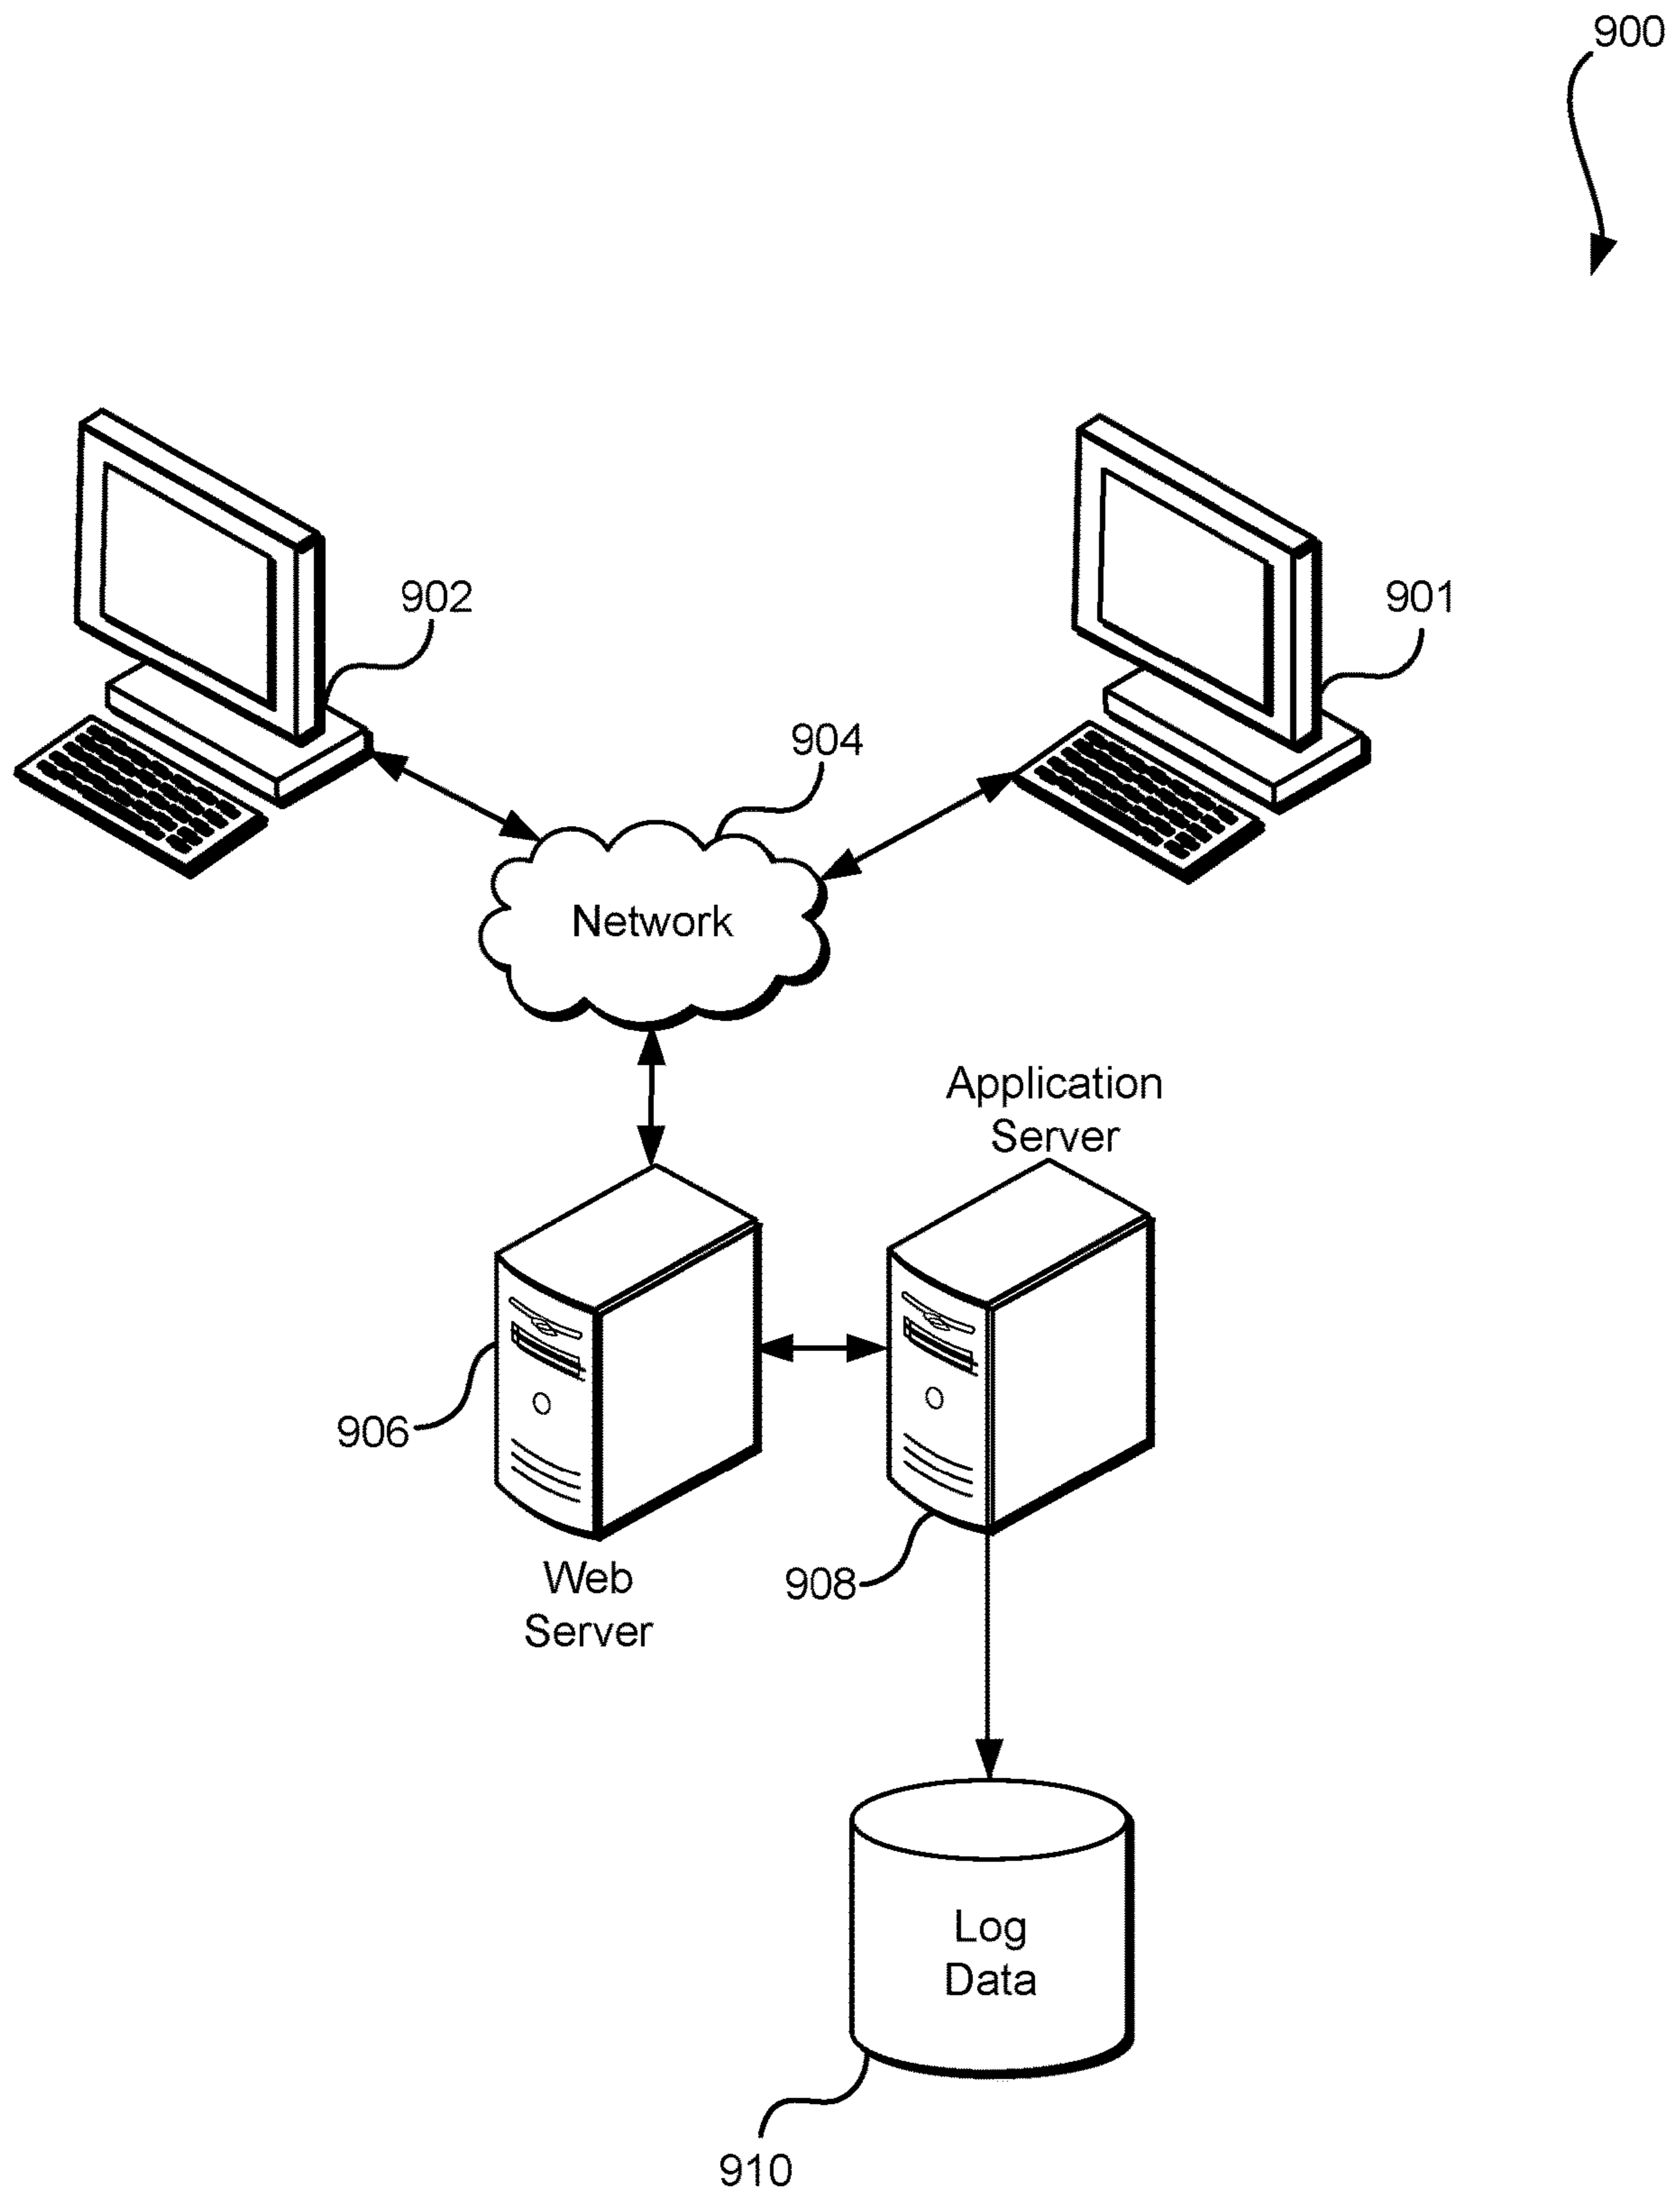 900
902
901
904
Network
Application
Server
906
Web
Server
908
Log
Data
910